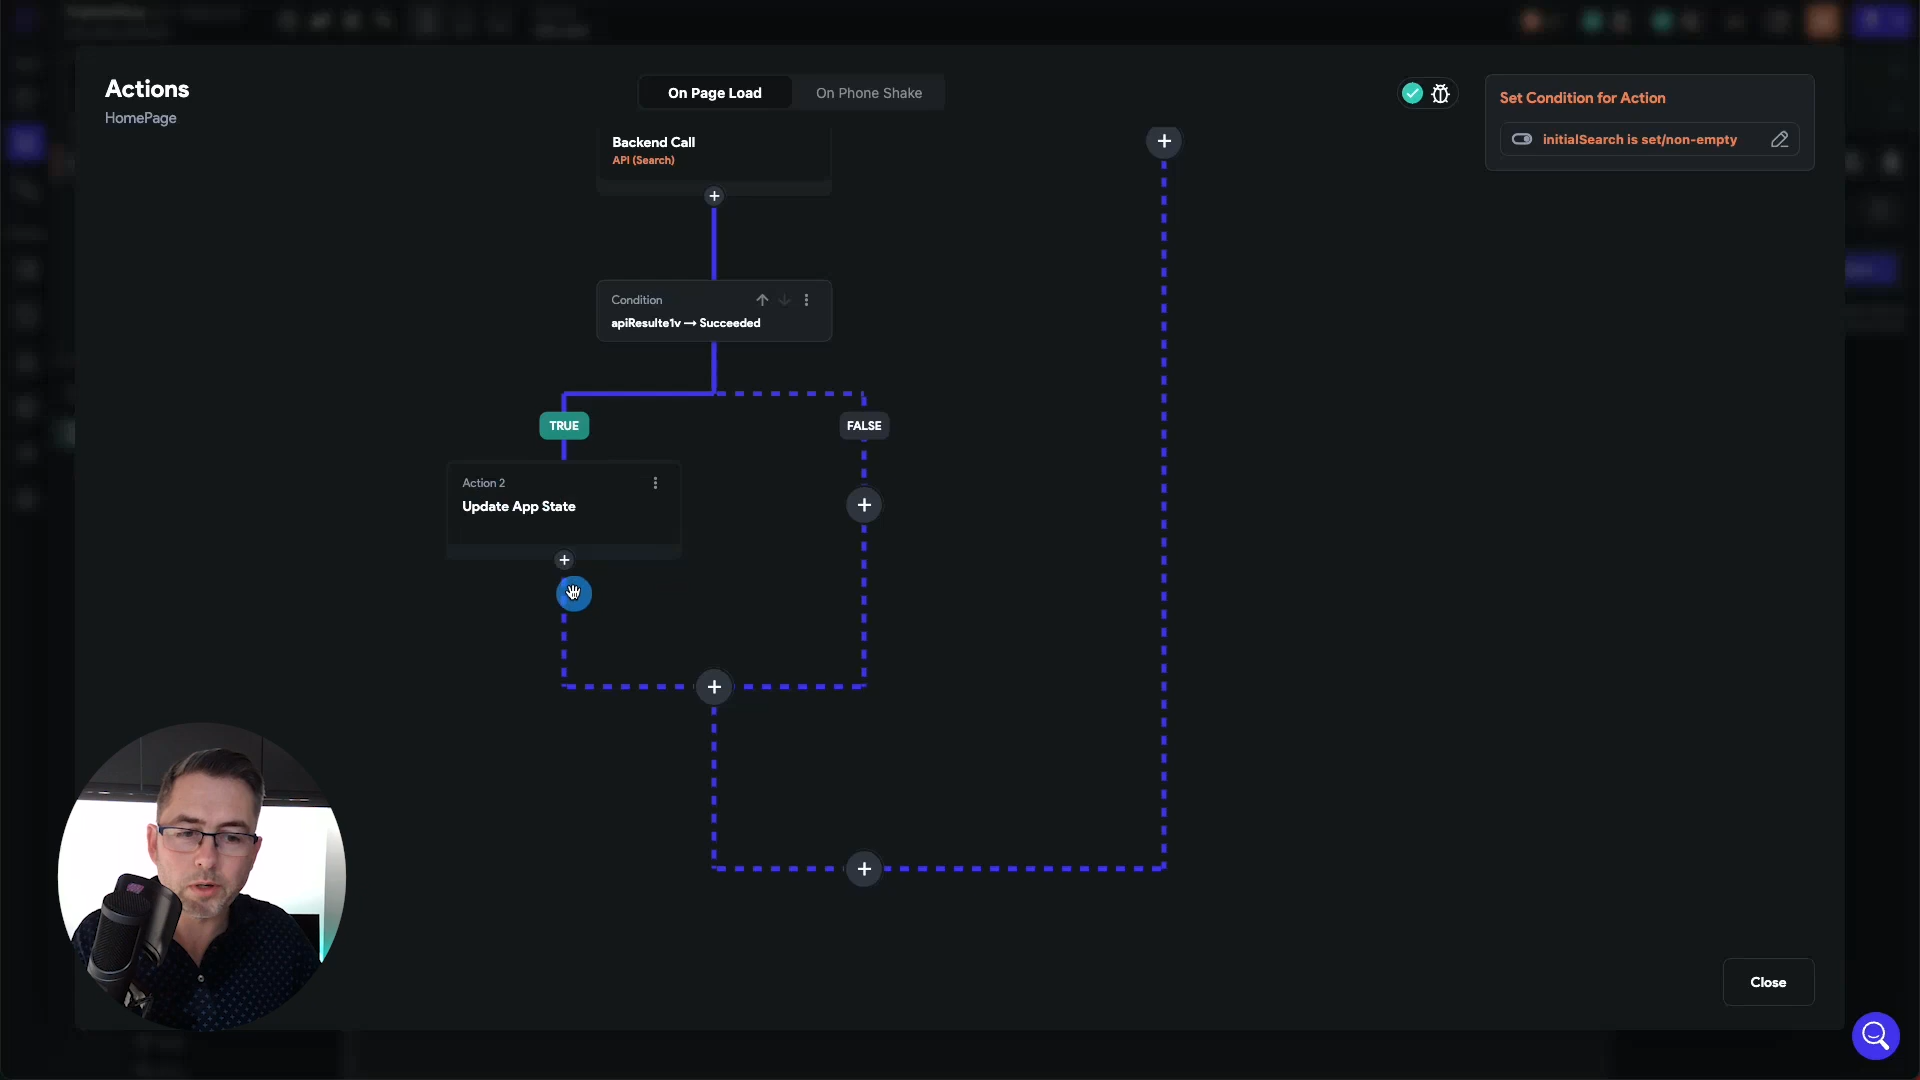 Actions
HomePage
On Page Load
On Phone Shake
Set Condition for Action
initialSearch is set/non-empty
Backend Call
API (Search)
Condition
apiResulte1v → Succeeded
TRUE
FALSE
Action 2
Update App State
Close